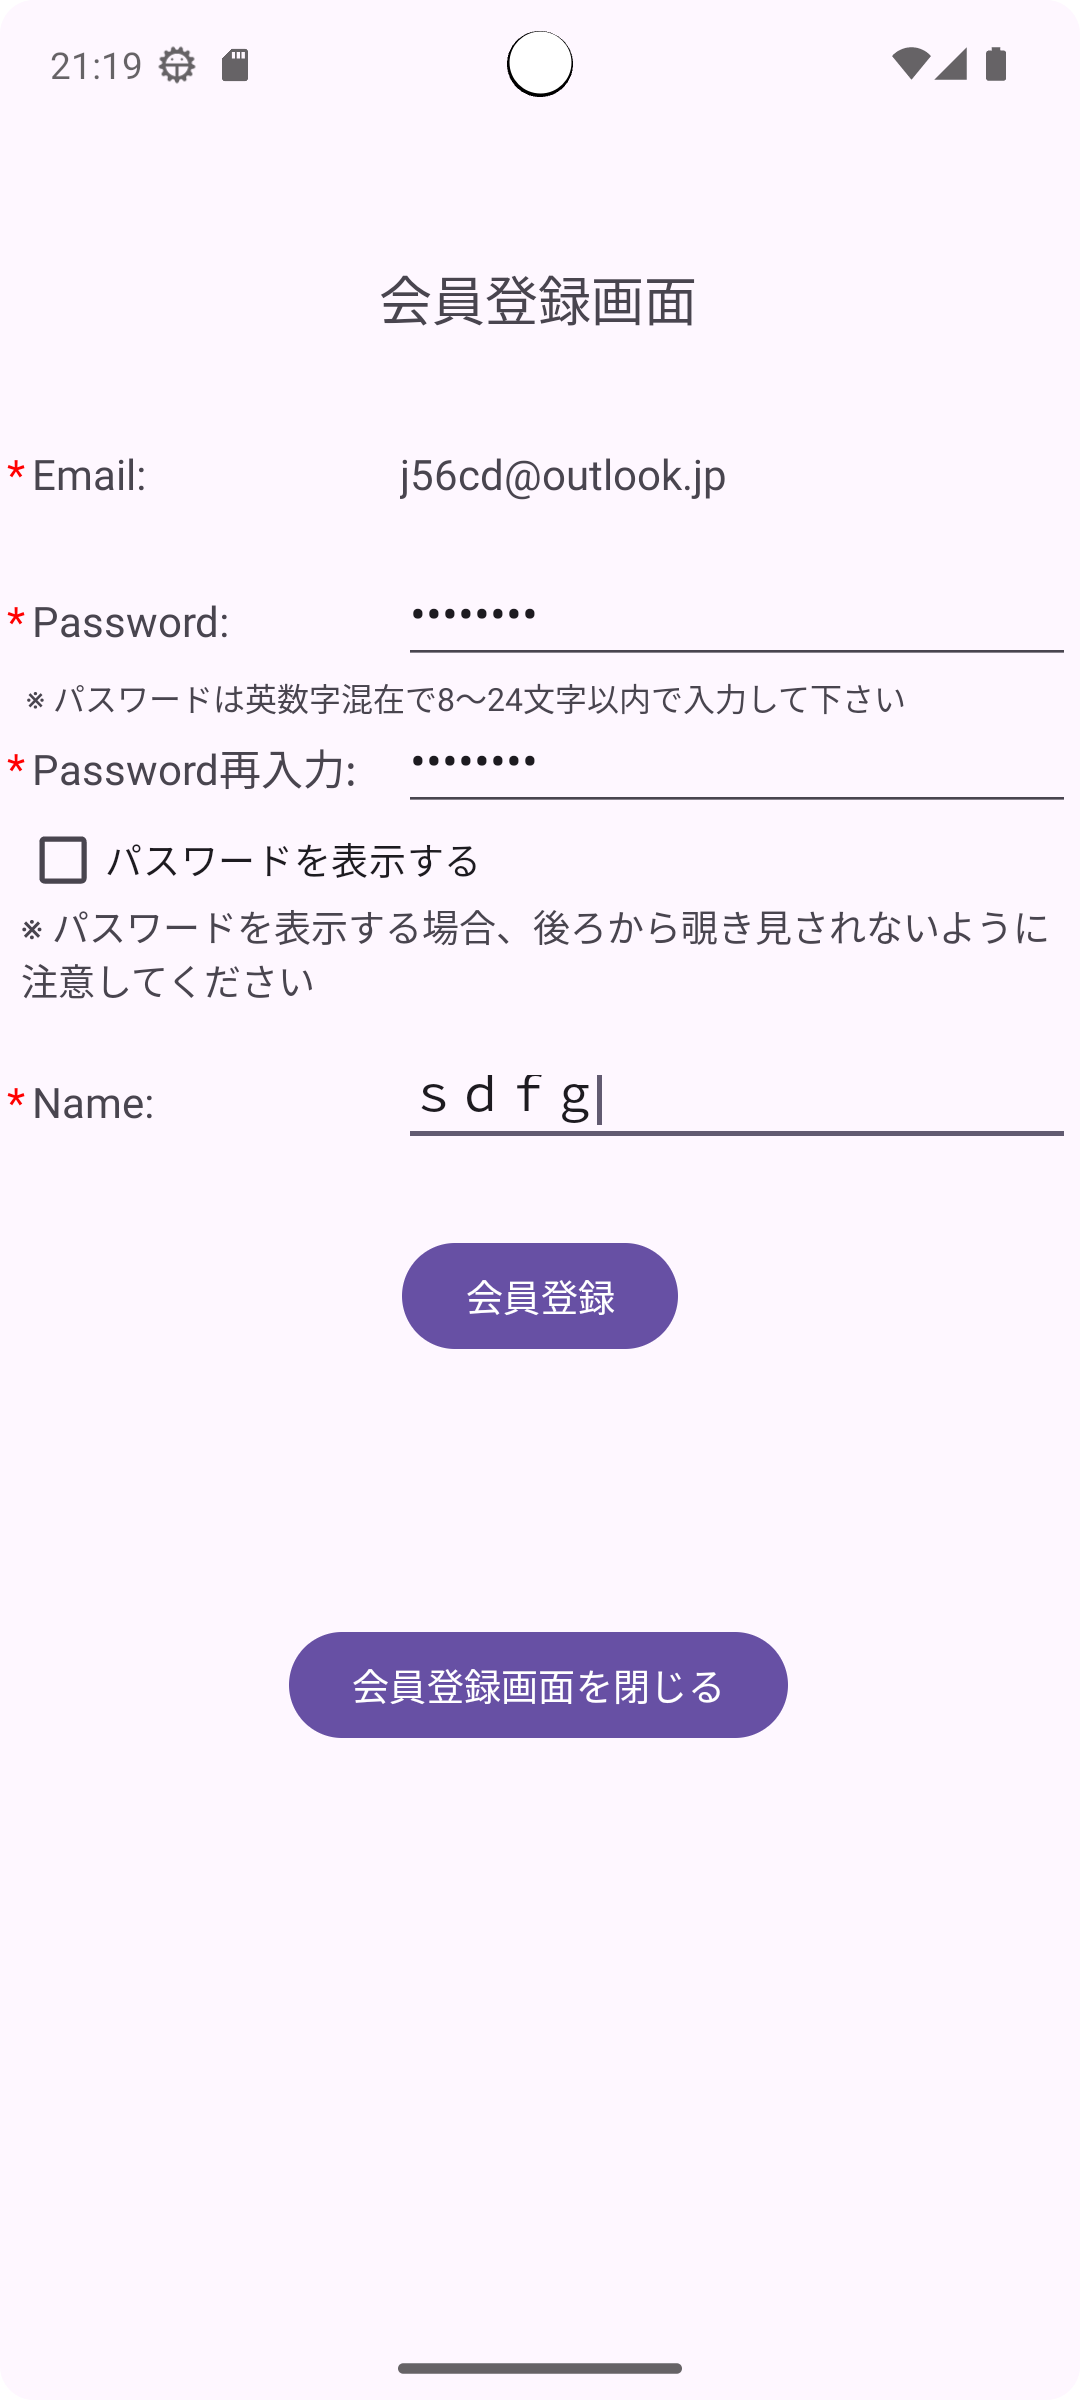 21:19
会員登録画面
* Email: j56cd@outlook.jp
* Password: ••••••••
※ パスワードは英数字混在で8〜24文字以内で入力して下さい
* Password再入力: ••••••••
パスワードを表示する
※ パスワードを表示する場合、後ろから覗き見されないように
注意してください
* Name: ｓｄｆｇ
会員登録
会員登録画面を閉じる